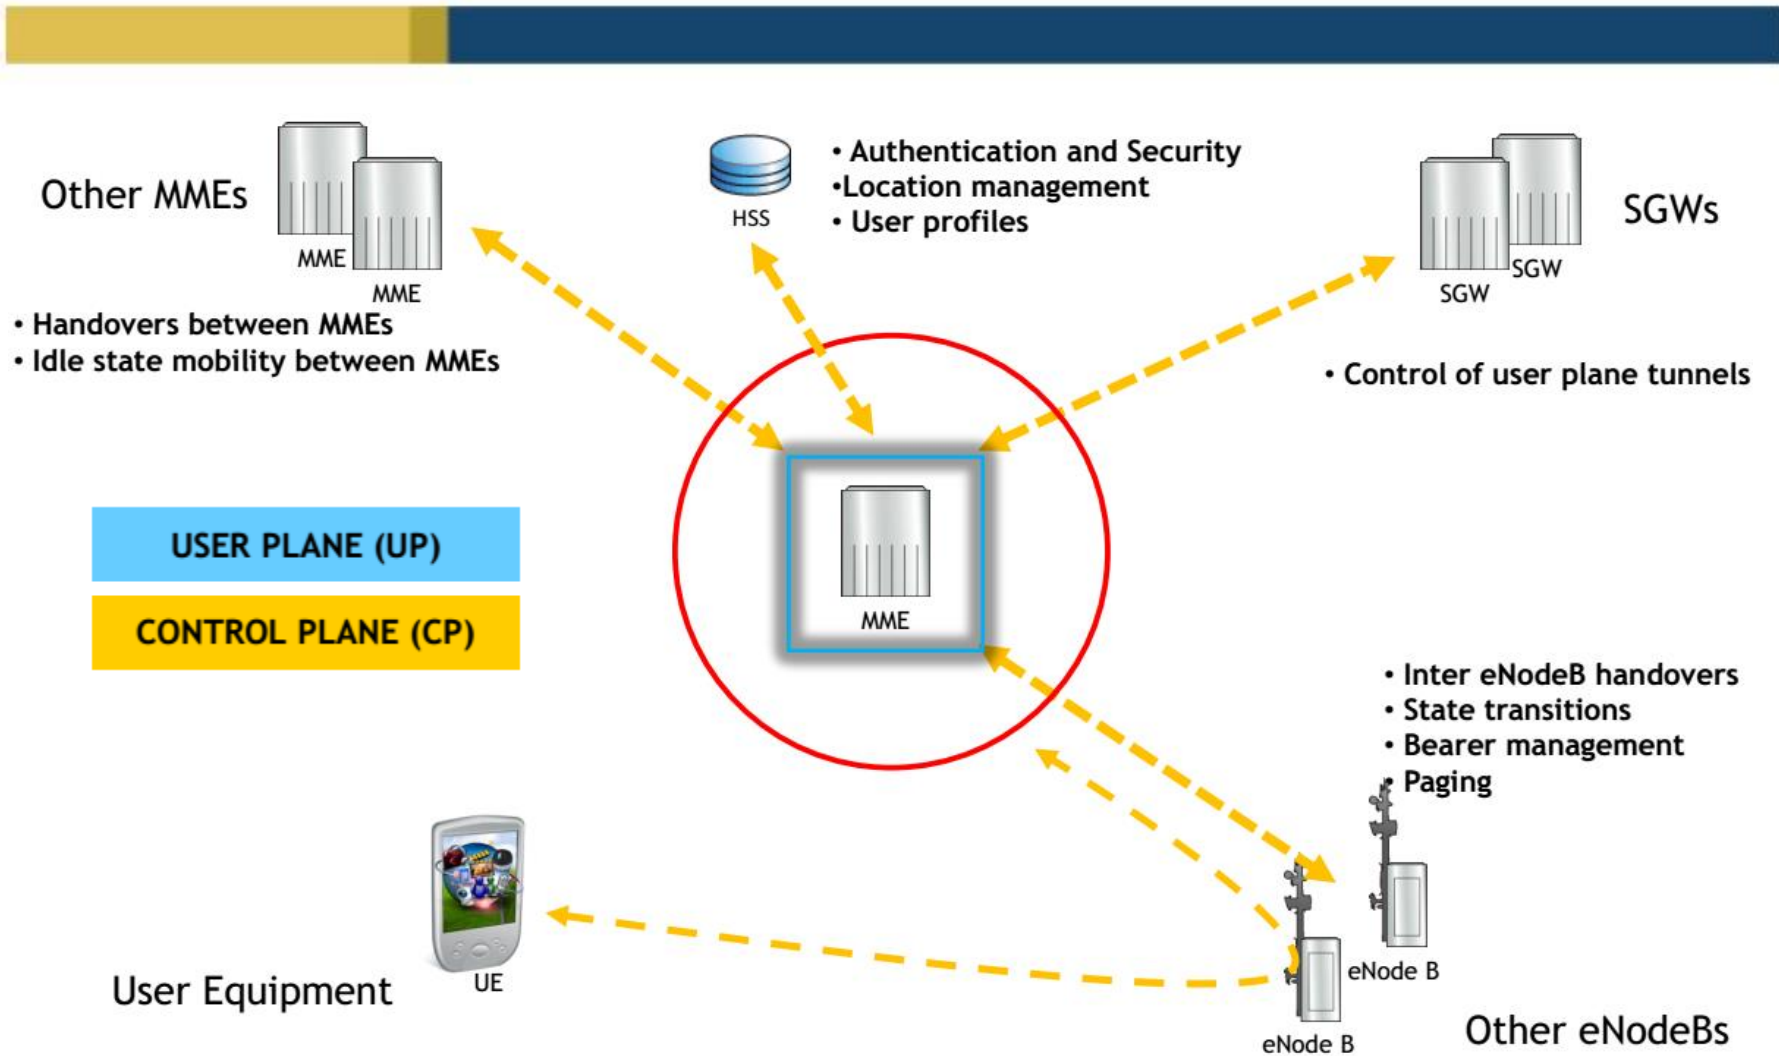 Other MMEs
MME
MME
• Handovers between MMEs
• Idle state mobility between MMEs
HSS
• Authentication and Security
•Location management
• User profiles
SGWs
SGW
SGW
• Control of user plane tunnels
USER PLANE (UP)
CONTROL PLANE (CP)
MME
• Inter eNodeB handovers
• State transitions
• Bearer management
• Paging
User Equipment
UE
eNode B
eNode B
Other eNodeBs